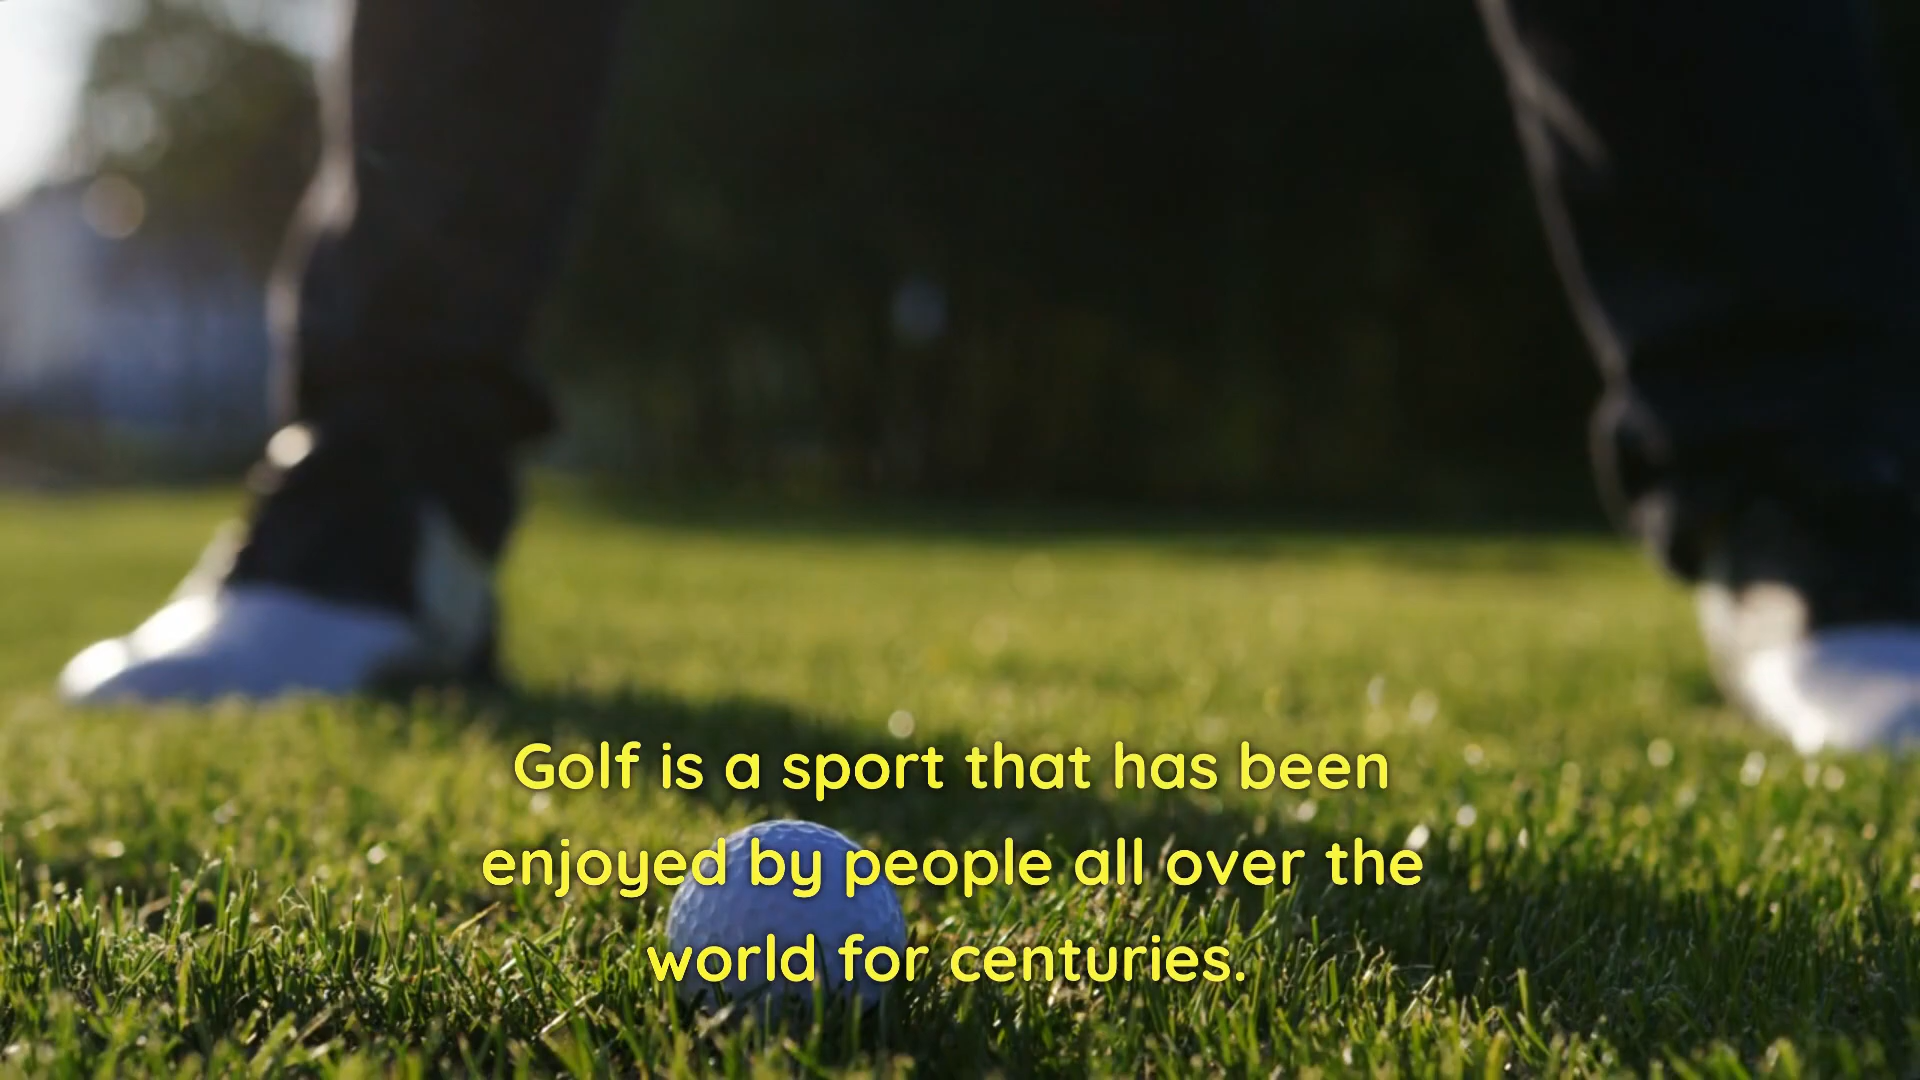 Golf is a sport that has been
enjoyed by people all over the
world for centuries.